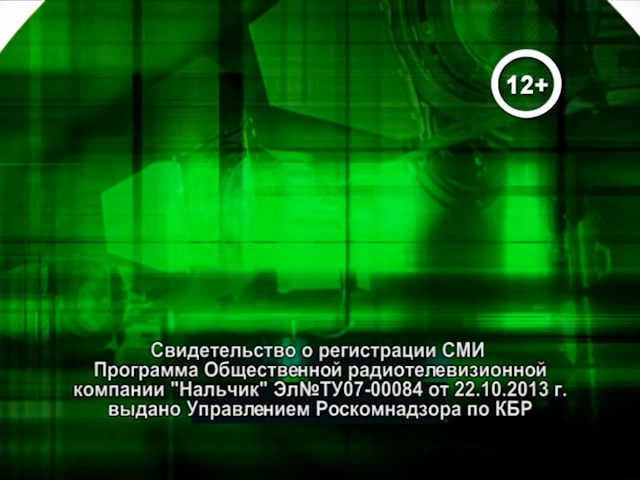 12+
Свидетельство о регистрации СМИ
Программа Общественной радиотелевизионной
компании "Нальчик" Эл№ТУ07-00084 от 22.10.2013 г.
выдано Управлением Роскомнадзора по КБР